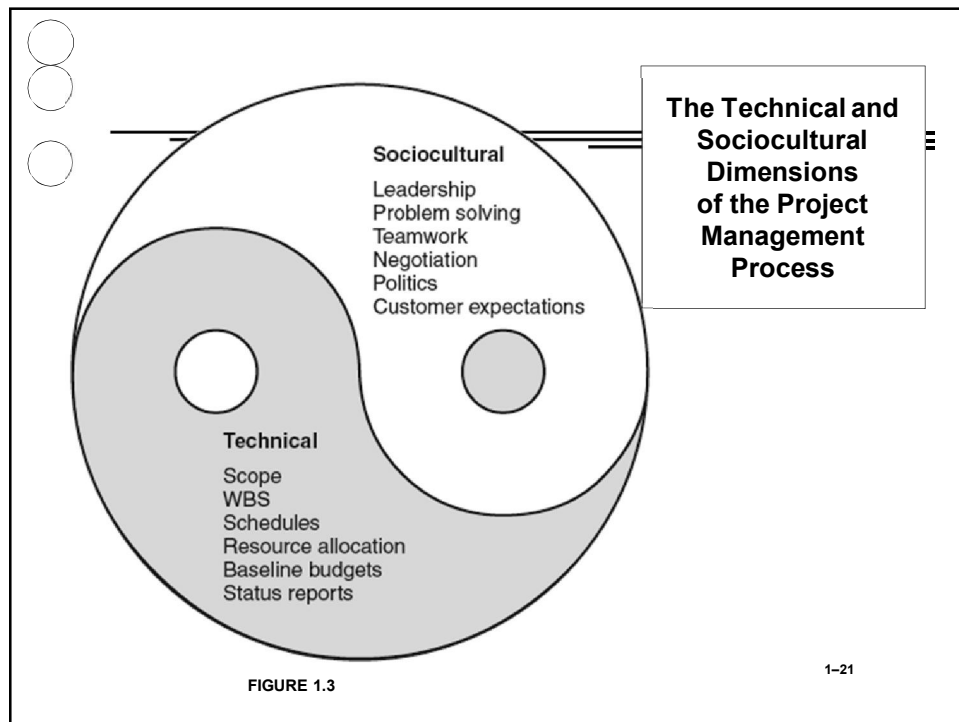 The Technical and
Sociocultural
Dimensions
of the Project
Management
Process
Sociocultural
Leadership
Problem solving
Teamwork
Negotiation
Politics
Customer expectations
Technical
Scope
WBS
Schedules
Resource allocation
Baseline budgets
Status reports
FIGURE 1.3
1–21